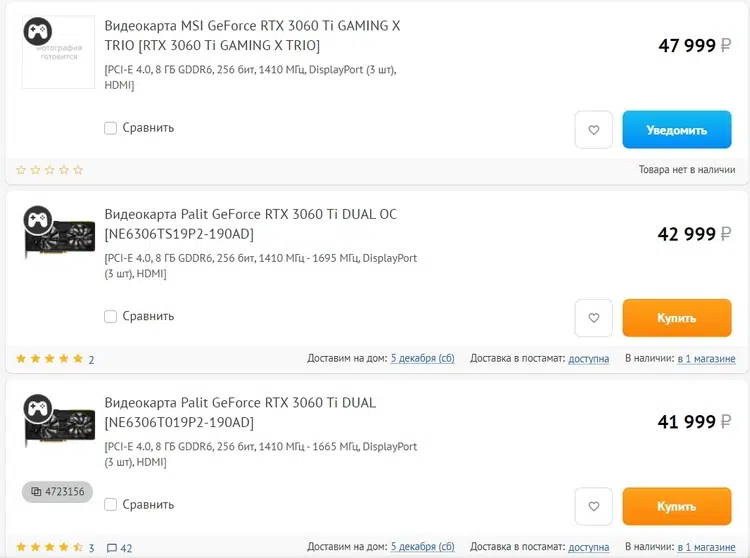 Видеокарта MSI GeForce RTX 3060 Ti GAMING X
TRIO [RTX 3060 Ti GAMING X TRIO]
47 999 ₽
Фотография
готовится
[PCI-E 4.0, 8 ГБ GDDR6, 256 бит, 1410 МГц, DisplayPort (3 шт),
HDMI]
Сравнить
Уведомить
Товара нет в наличии
Видеокарта Palit GeForce RTX 3060 Ti DUAL OC
[NE6306TS19P2-190AD]
42 999 ₽
[PCI-E 4.0, 8 ГБ GDDR6, 256 бит, 1410 МГц - 1695 МГц, DisplayPort
(3 шт), HDMI]
Сравнить
Купить
2
Доставим на дом: 5 декабря (сб) Доставка в постамат: доступна В наличии: в 1 магазине
Видеокарта Palit GeForce RTX 3060 Ti DUAL
[NE6306T019P2-190AD]
41 999 ₽
[PCI-E 4.0, 8 ГБ GDDR6, 256 бит, 1410 МГц - 1665 МГц, DisplayPort
(3 шт), HDMI]
4723156
Сравнить
Купить
3 42
Доставим на дом: 5 декабря (сб) Доставка в постамат: доступна В наличии: в 1 магазине